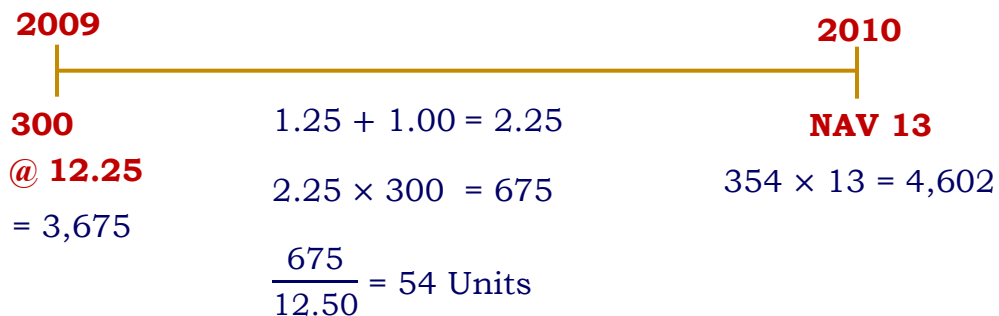 2009
2010
300
@ 12.25
= 3,675
1.25 + 1.00 = 2.25
2.25 × 300 = 675
675
12.50
= 54 Units
NAV 13
354 × 13 = 4,602